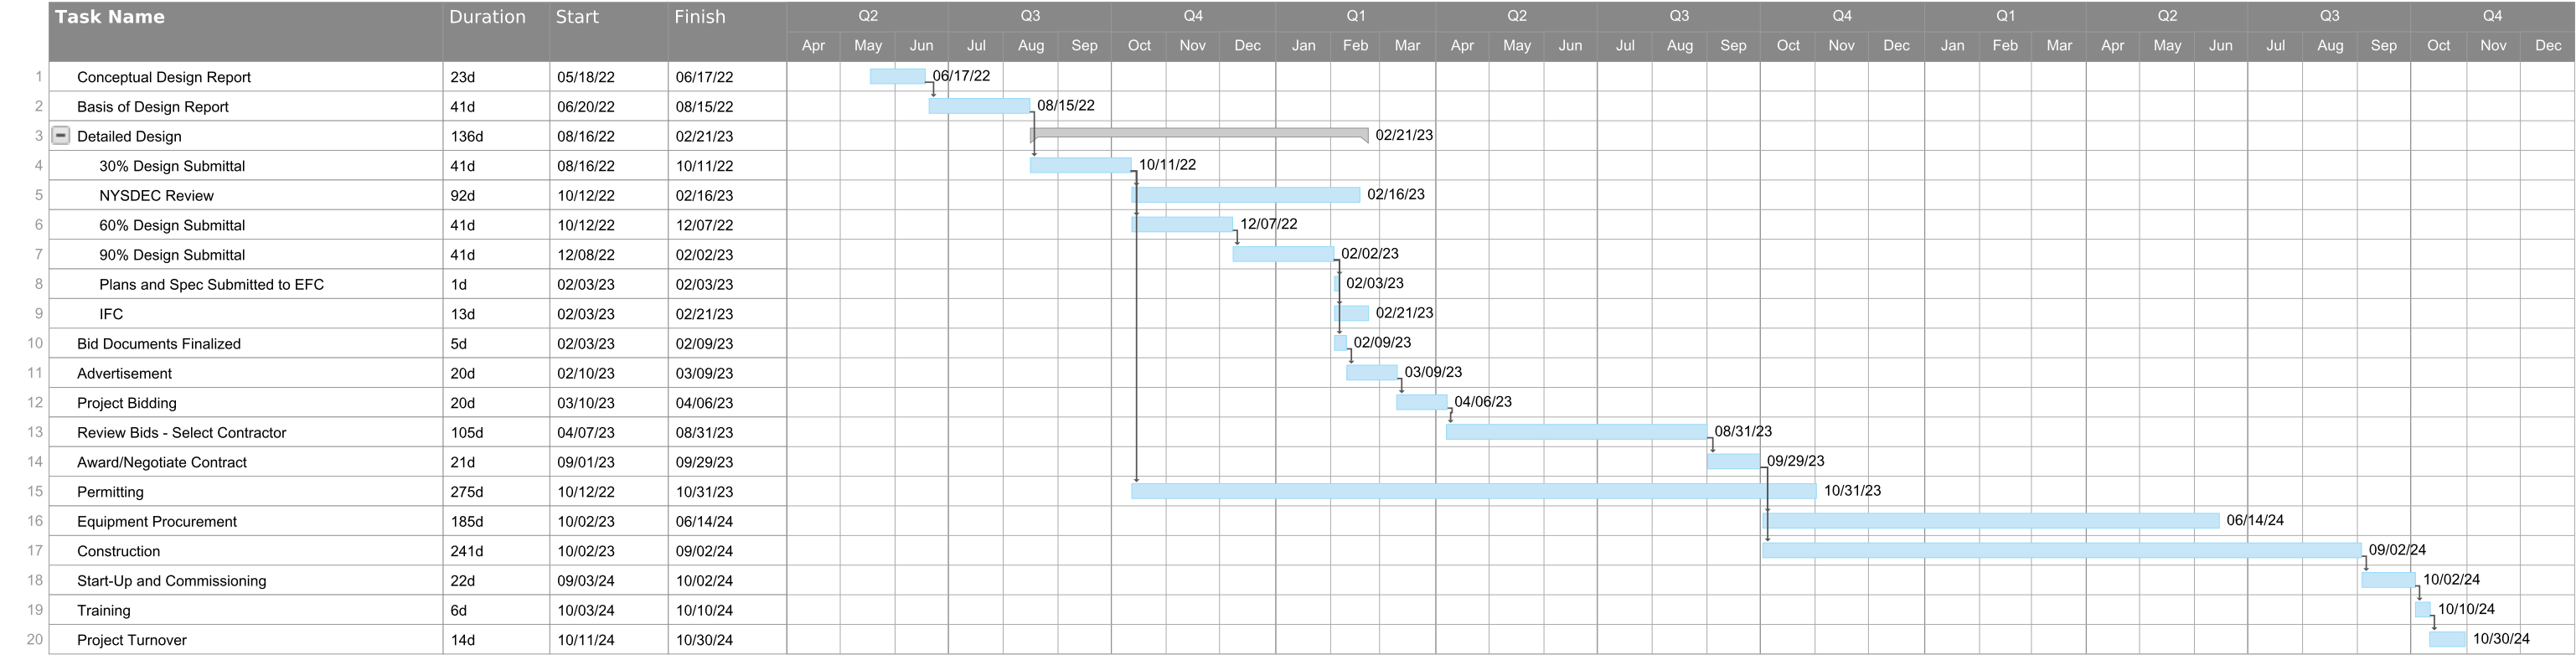 Task Name Duration Start Finish Q2 Q3 Q4 Q1 Q2 Q3 Q4 Q1 Q2 Q3 Q4
Apr May Jun Jul Aug Sep Oct Nov Dec Jan Feb Mar Apr May Jun Jul Aug Sep Oct Nov Dec Jan Feb Mar Apr May Jun Jul Aug Sep Oct Nov Dec
1 Conceptual Design Report 23d 05/18/22 06/17/22 06/17/22
2 Basis of Design Report 41d 06/20/22 08/15/22 08/15/22
3 Detailed Design 136d 08/16/22 02/21/23 02/21/23
4 30% Design Submittal 41d 08/16/22 10/11/22 10/11/22
5 NYSDEC Review 92d 10/12/22 02/16/23 02/16/23
6 60% Design Submittal 41d 10/12/22 12/07/22 12/07/22
7 90% Design Submittal 41d 12/08/22 02/02/23 02/02/23
8 Plans and Spec Submitted to EFC 1d 02/03/23 02/03/23 02/03/23
9 IFC 13d 02/03/23 02/21/23 02/21/23
10 Bid Documents Finalized 5d 02/03/23 02/09/23 02/09/23
11 Advertisement 20d 02/10/23 03/09/23 03/09/23
12 Project Bidding 20d 03/10/23 04/06/23 04/06/23
13 Review Bids - Select Contractor 105d 04/07/23 08/31/23 08/31/23
14 Award/Negotiate Contract 21d 09/01/23 09/29/23 09/29/23
15 Permitting 275d 10/12/22 10/31/23 10/31/23
16 Equipment Procurement 185d 10/02/23 06/14/24 06/14/24
17 Construction 241d 10/02/23 09/02/24 09/02/24
18 Start-Up and Commissioning 22d 09/03/24 10/02/24 10/02/24
19 Training 6d 10/03/24 10/10/24 10/10/24
20 Project Turnover 14d 10/11/24 10/30/24 10/30/24